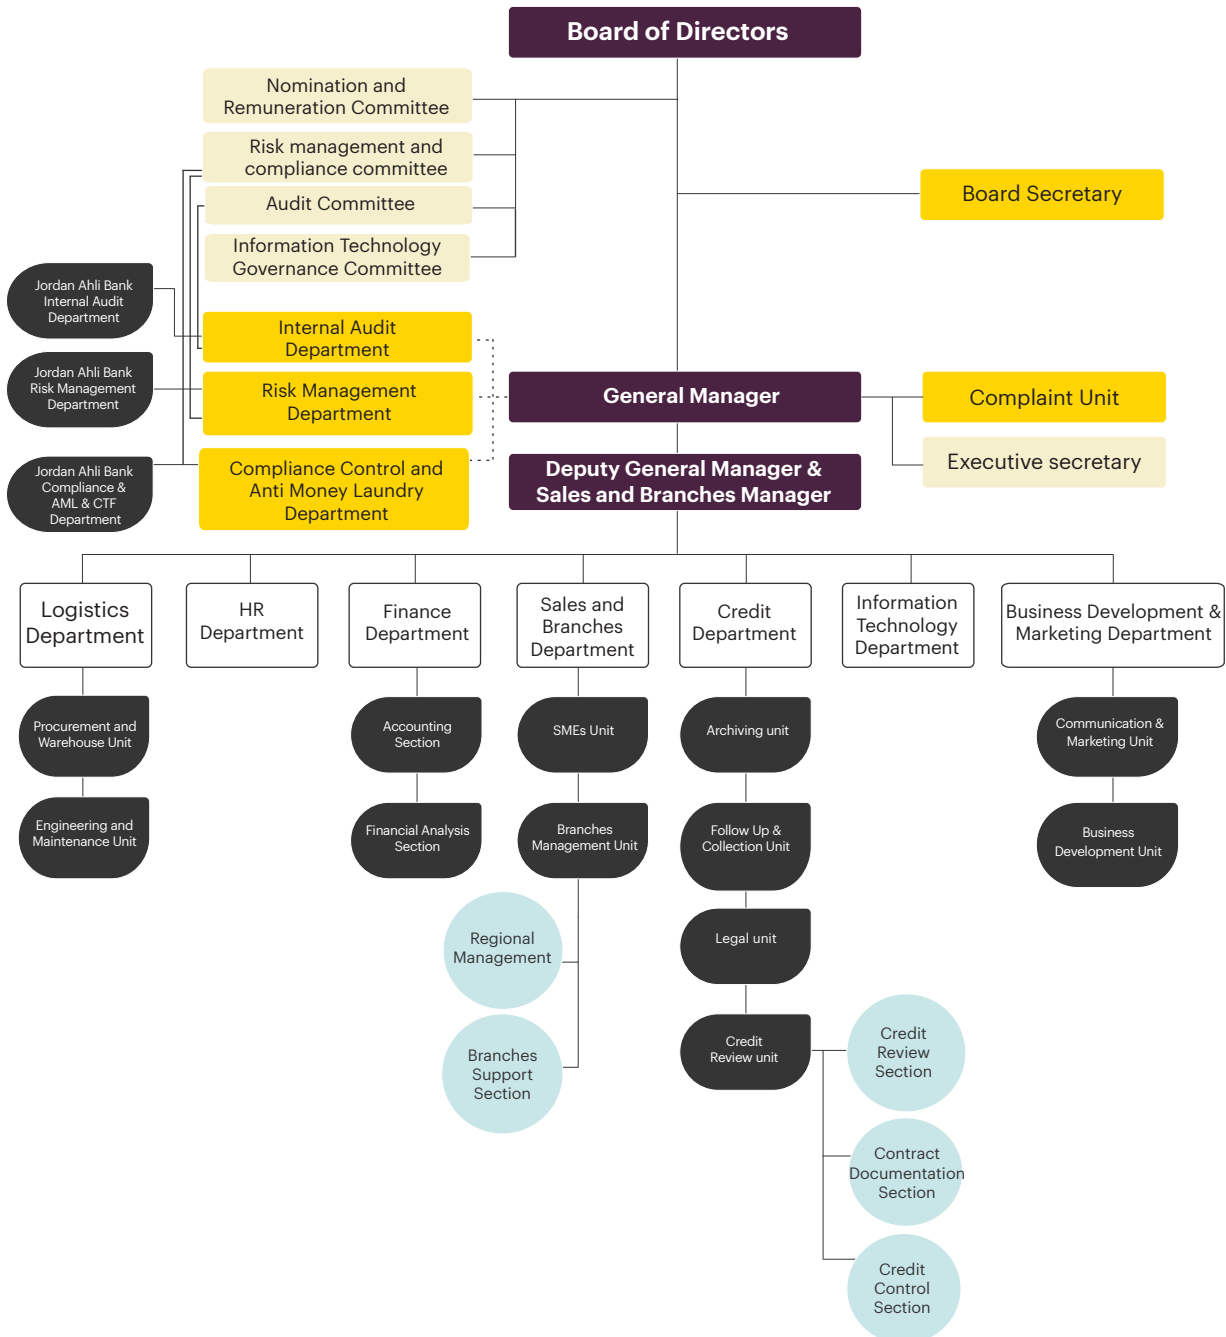 Board of Directors
Nomination and
Remuneration Committee
Risk management and
compliance committee
Audit Committee
Information Technology
Governance Committee
Board Secretary
Jordan Ahli Bank
Internal Audit
Department
Internal Audit
Department
Jordan Ahli Bank
Risk Management
Department
Risk Management
Department
General Manager
Complaint Unit
Executive secretary
Jordan Ahli Bank
Compliance &
AML & CTF
Department
Compliance Control and
Anti Money Laundry
Department
Deputy General Manager &
Sales and Branches Manager
Logistics
Department
HR
Department
Finance
Department
Sales and
Branches
Department
Credit
Department
Information
Technology
Department
Business Development &
Marketing Department
Procurement and
Warehouse Unit
Accounting
Section
SMEs Unit
Archiving unit
Communication &
Marketing Unit
Engineering and
Maintenance Unit
Financial Analysis
Section
Branches
Management Unit
Follow Up &
Collection Unit
Business
Development Unit
Regional
Management
Legal unit
Branches
Support
Section
Credit
Review unit
Credit
Review
Section
Contract
Documentation
Section
Credit
Control
Section